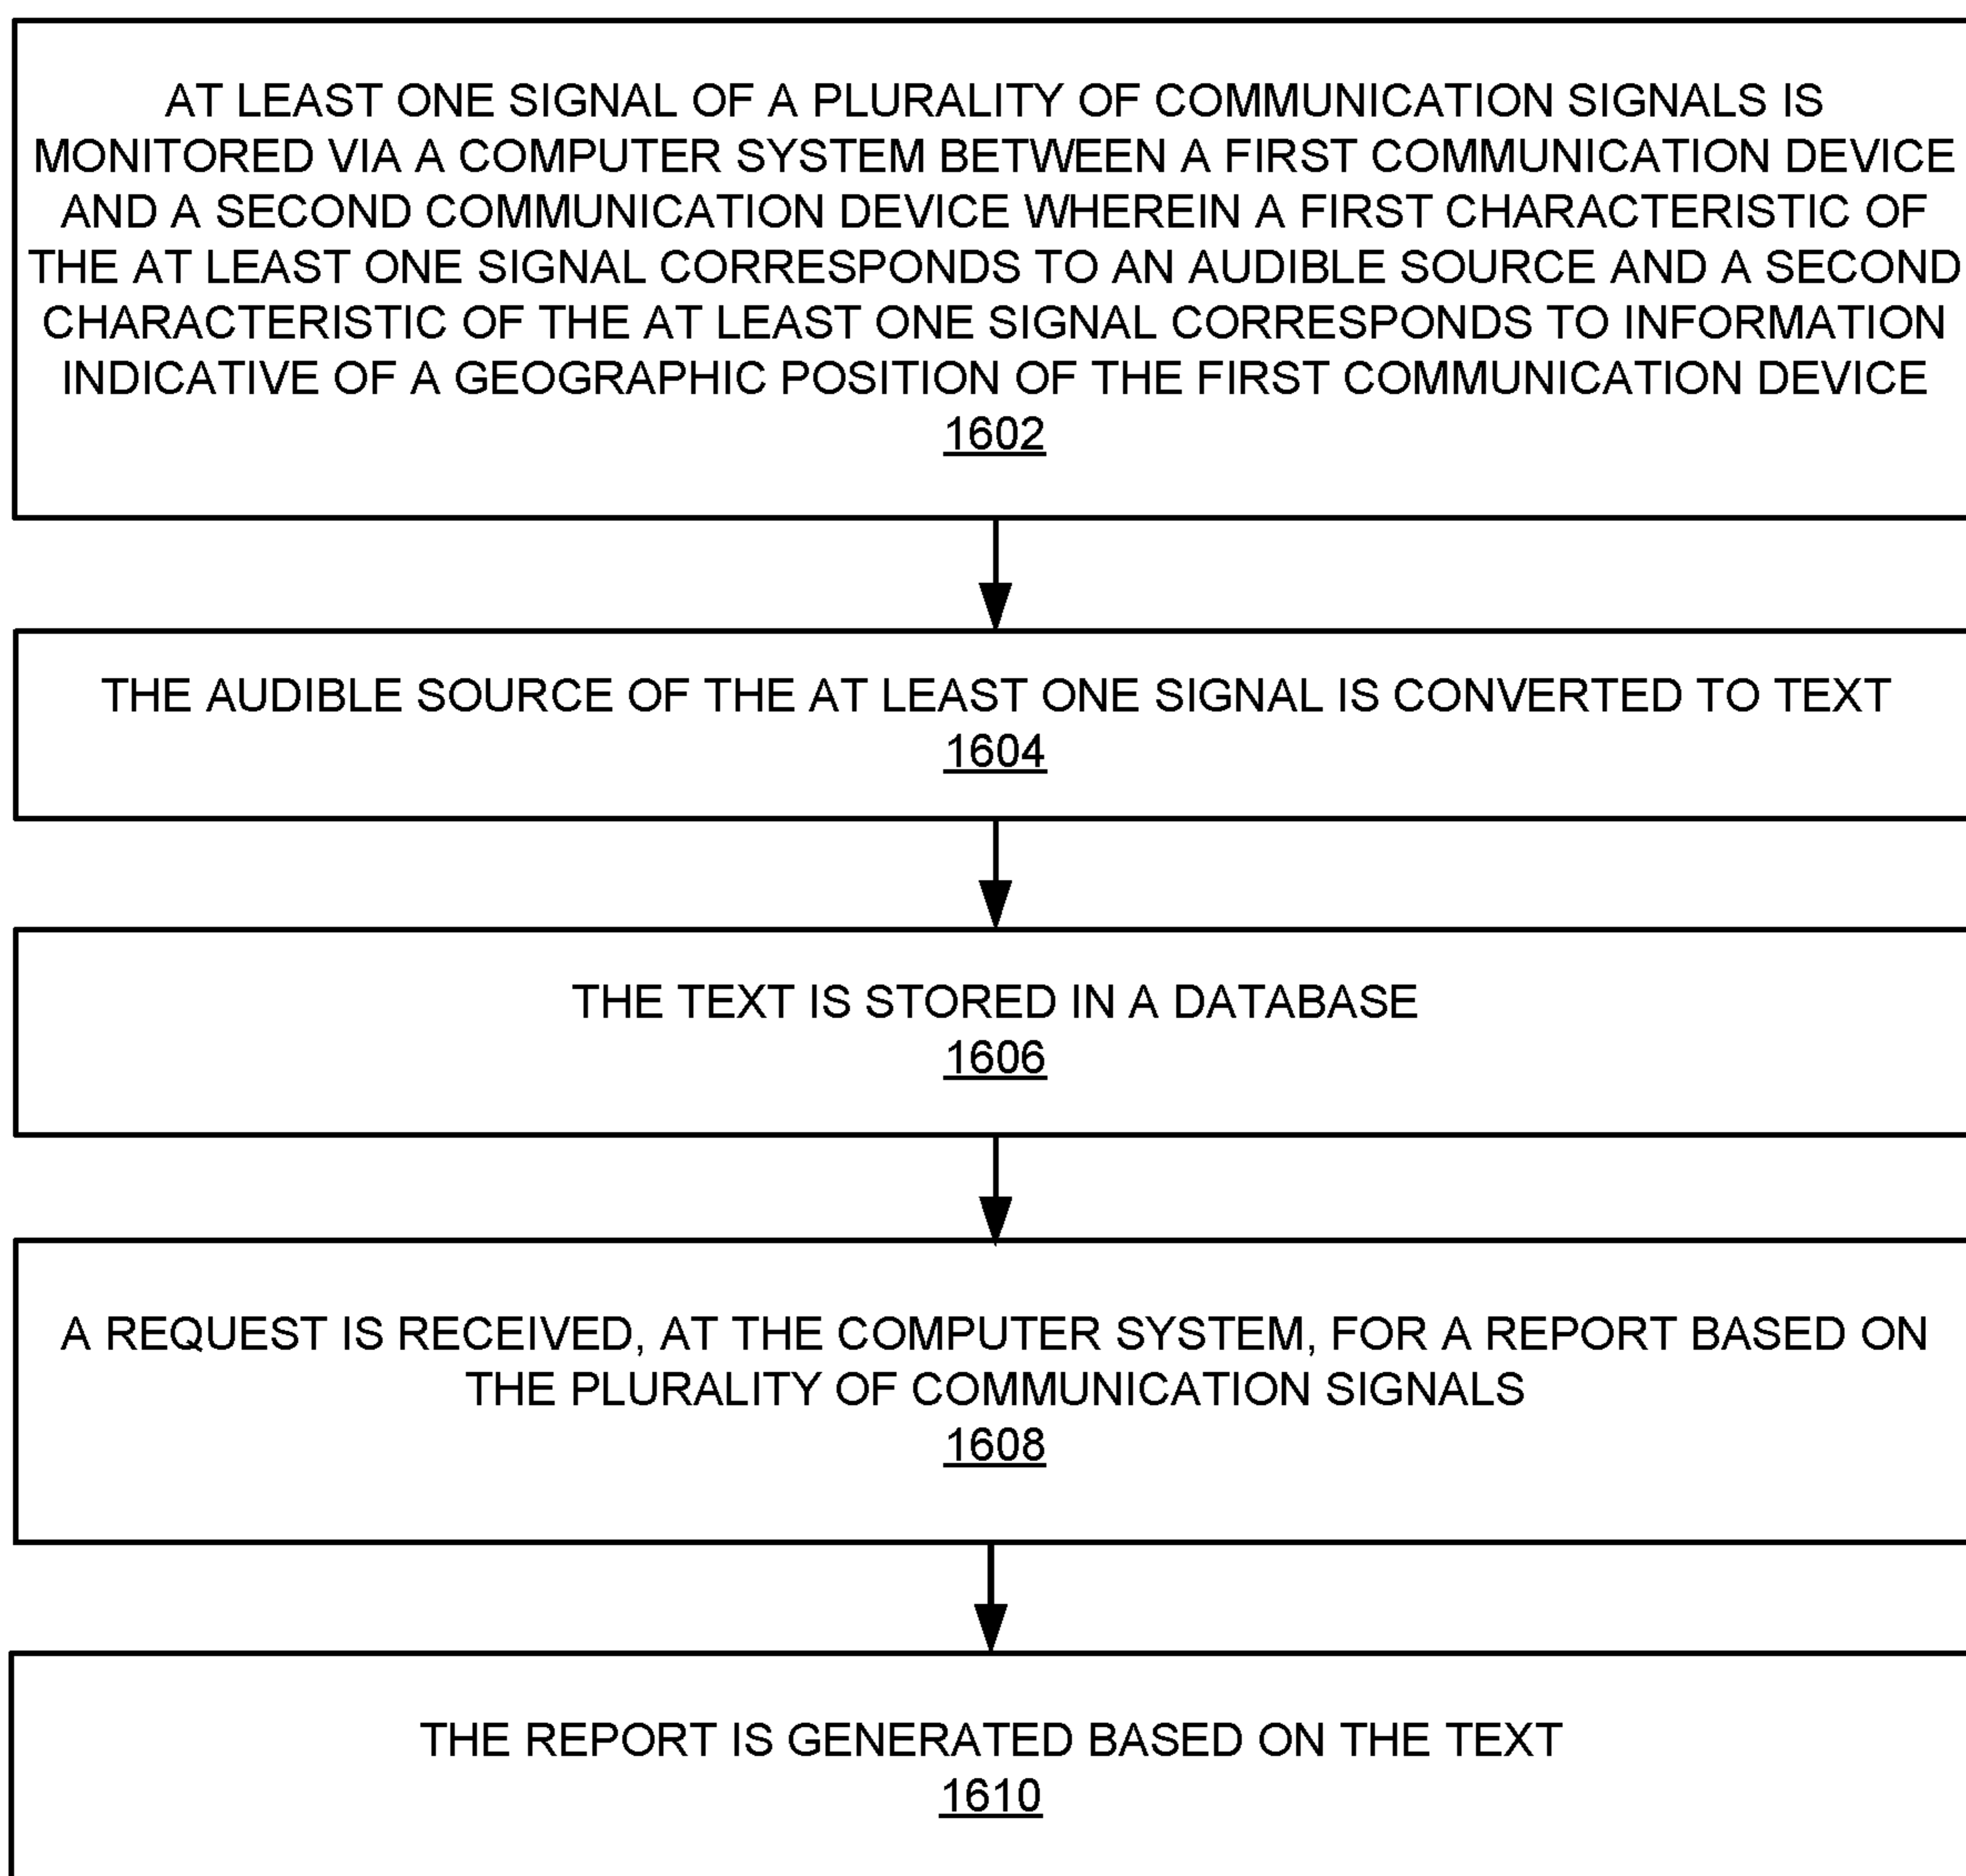 AT LEAST ONE SIGNAL OF A PLURALITY OF COMMUNICATION SIGNALS IS
MONITORED VIA A COMPUTER SYSTEM BETWEEN A FIRST COMMUNICATION DEVICE
AND A SECOND COMMUNICATION DEVICE WHEREIN A FIRST CHARACTERISTIC OF
THE AT LEAST ONE SIGNAL CORRESPONDS TO AN AUDIBLE SOURCE AND A SECOND
CHARACTERISTIC OF THE AT LEAST ONE SIGNAL CORRESPONDS TO INFORMATION
INDICATIVE OF A GEOGRAPHIC POSITION OF THE FIRST COMMUNICATION DEVICE
1602
THE AUDIBLE SOURCE OF THE AT LEAST ONE SIGNAL IS CONVERTED TO TEXT
1604
THE TEXT IS STORED IN A DATABASE
1606
A REQUEST IS RECEIVED, AT THE COMPUTER SYSTEM, FOR A REPORT BASED ON
THE PLURALITY OF COMMUNICATION SIGNALS
1608
THE REPORT IS GENERATED BASED ON THE TEXT
1610